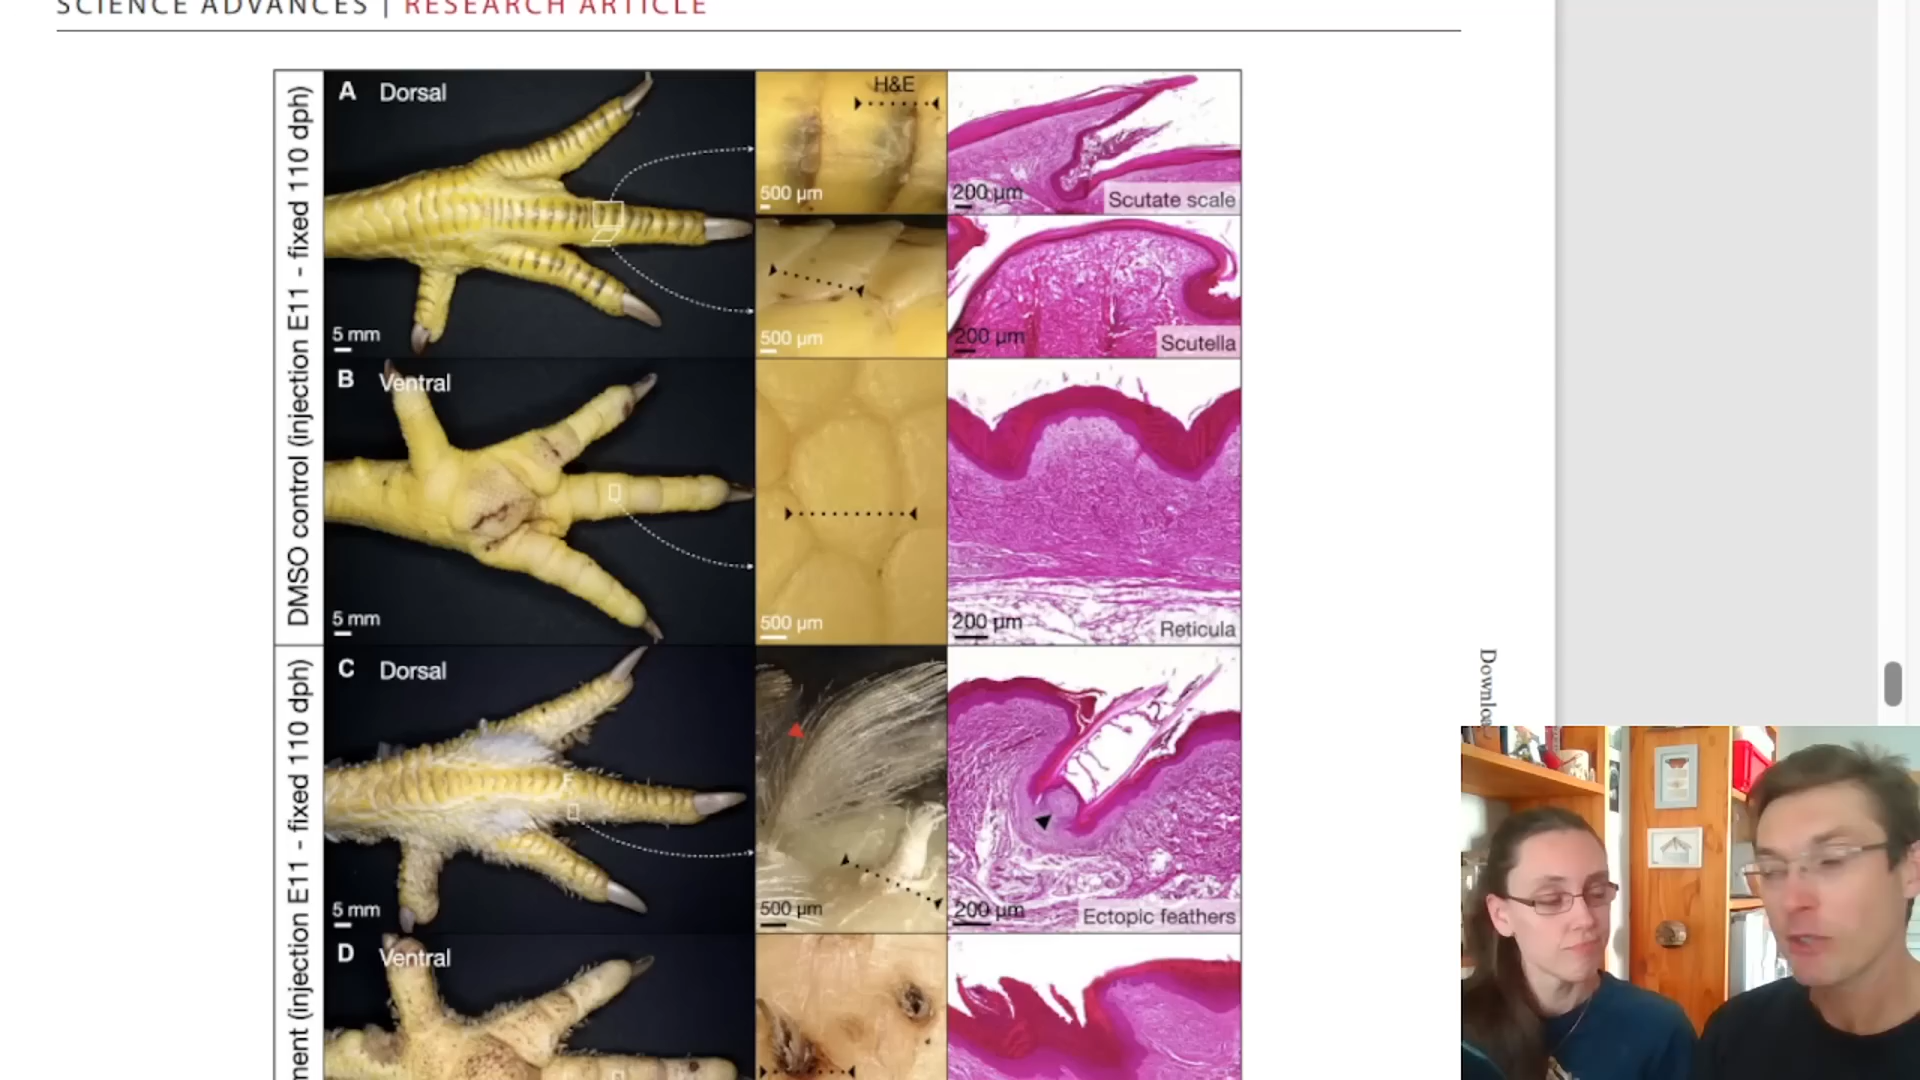 SCIENCE ADVANCES | RESEARCH ARTICLE
DMSO control (injection E11 - fixed 110 dph)
A Dorsal
5 mm
H&E
500 µm
200 µm
Scutate scale
500 µm
200 µm
Scutella
B Ventral
5 mm
500 µm
200 µm
Reticula
ment (injection E11 - fixed 110 dph)
C Dorsal
5 mm
500 µm
200 µm
Ectopic feathers
D Ventral
Downloa